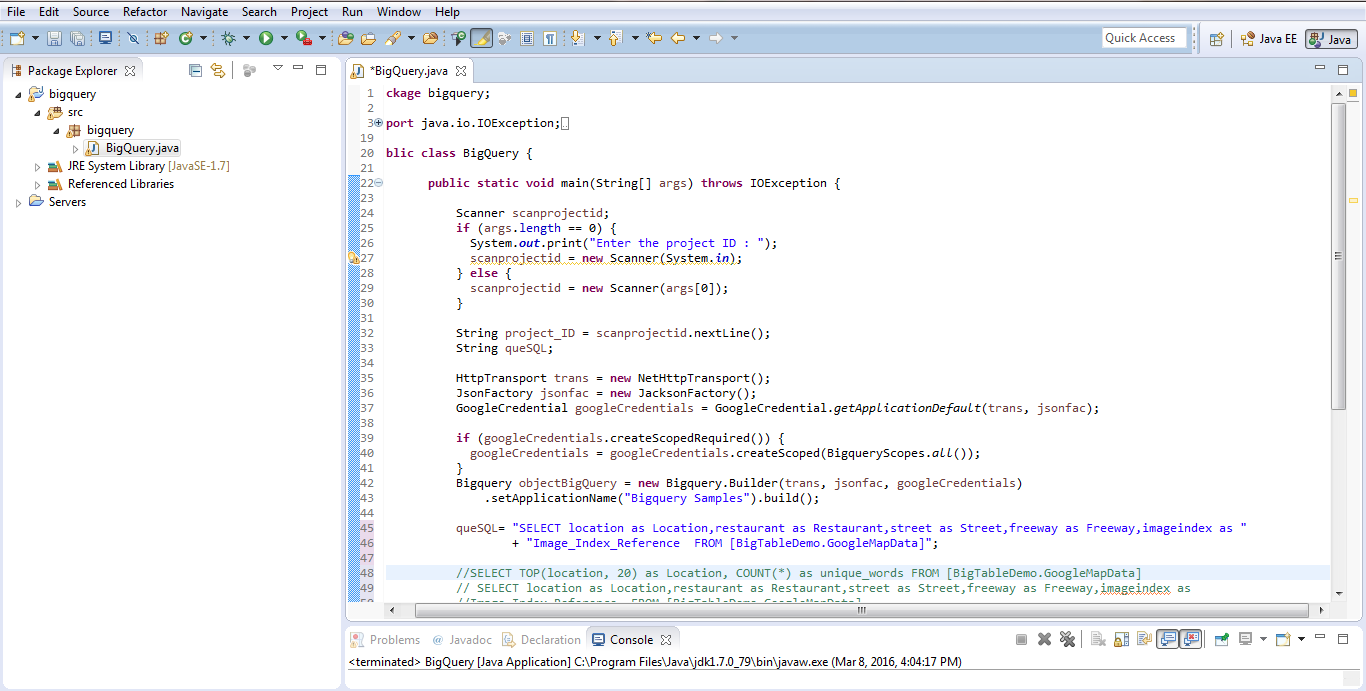 File Edit Source Refactor Navigate Search Project Run Window Help
Quick Access Java EE Java
Package Explorer
bigquery
src
bigquery
BigQuery.java
JRE System Library [JavaSE-1.7]
Referenced Libraries
Servers
*BigQuery.java
1 ckage bigquery;
2
3 port java.io.IOException;
19
20 blic class BigQuery {
21
22 public static void main(String[] args) throws IOException {
23
24 Scanner scanprojectid;
25 if (args.length == 0) {
26 System.out.print("Enter the project ID : ");
27 scanprojectid = new Scanner(System.in);
28 } else {
29 scanprojectid = new Scanner(args[0]);
30 }
31
32 String project_ID = scanprojectid.nextLine();
33 String queSQL;
34
35 HttpTransport trans = new NetHttpTransport();
36 JsonFactory jsonfac = new JacksonFactory();
37 GoogleCredential googleCredentials = GoogleCredential.getApplicationDefault(trans, jsonfac);
38
39 if (googleCredentials.createScopedRequired()) {
40 googleCredentials = googleCredentials.createScoped(BigqueryScopes.all());
41 }
42 Bigquery objectBigQuery = new Bigquery.Builder(trans, jsonfac, googleCredentials)
43 .setApplicationName("Bigquery Samples").build();
44
45 queSQL= "SELECT location as Location,restaurant as Restaurant,street as Street,freeway as Freeway,imageindex as "
46 + "Image_Index_Reference  FROM [BigTableDemo.GoogleMapData]";
47
48 //SELECT TOP(location, 20) as Location, COUNT(*) as unique_words FROM [BigTableDemo.GoogleMapData]
49 // SELECT location as Location,restaurant as Restaurant,street as Street,freeway as Freeway,imageindex as
50 //Image_Index_Reference  FROM [BigTableDemo.GoogleMapData]
Problems Javadoc Declaration Console
<terminated> BigQuery [Java Application] C:\Program Files\Java\jdk1.7.0_79\bin\javaw.exe (Mar 8, 2016, 4:04:17 PM)